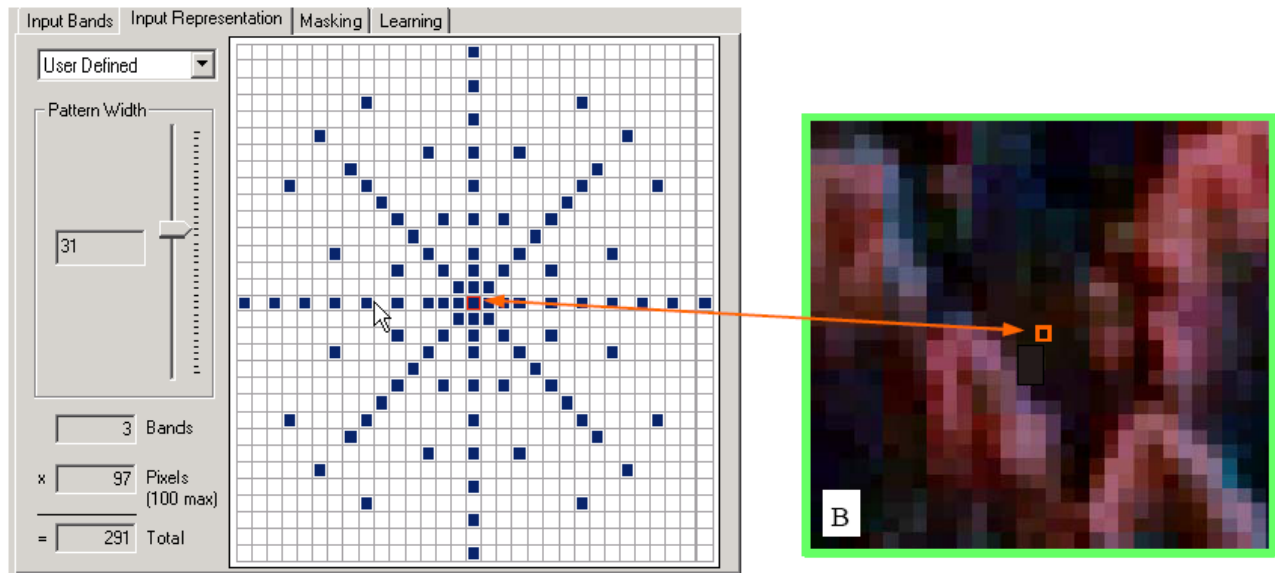 Input Bands Input Representation Masking Learning
User Defined
Pattern Width
31
3 Bands
x 97 Pixels
(100 max)
= 291 Total
B